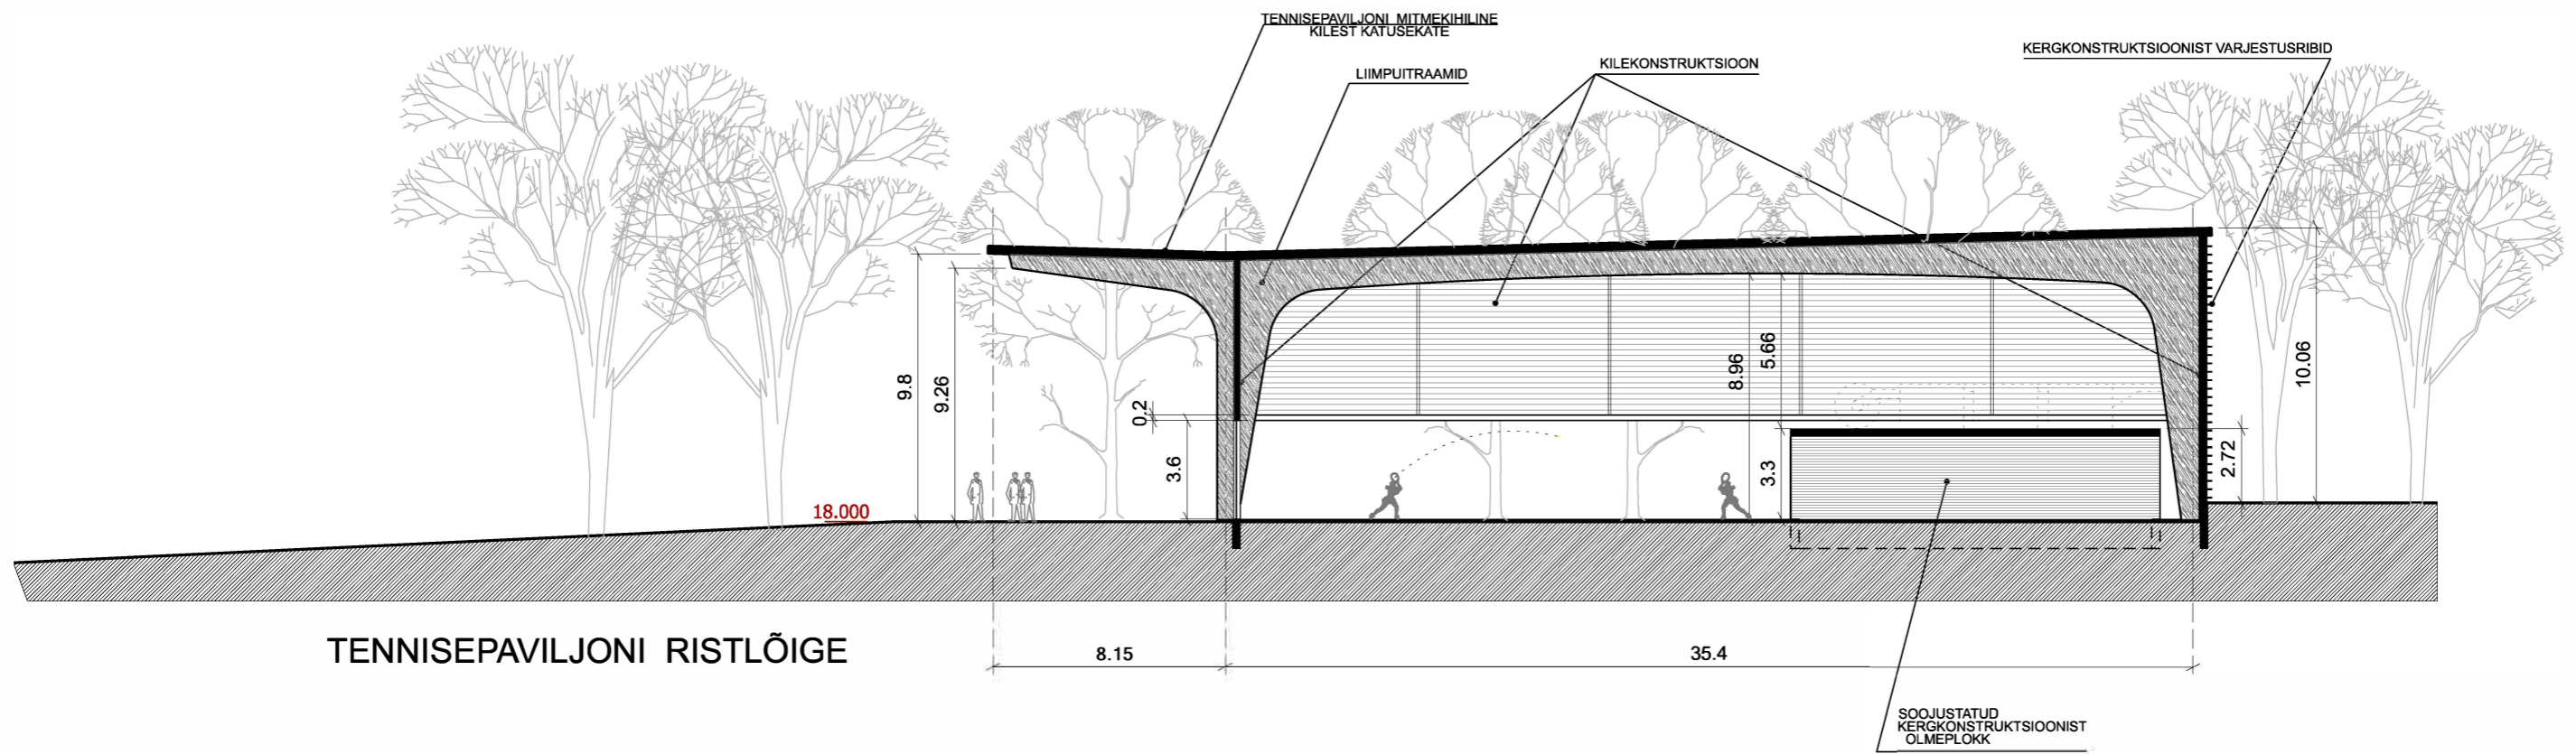 TENNISEPAVILJONI MITMEKIHILINE
KILEST KATUSEKATE
LIIMPUITRAAMID
KILEKONSTRUKTSIOON
KERGKONSTRUKTSIOONIST VARJESTUSRIBID
9.8
9.26
0.2
3.6
8.96
5.66
3.3
10.06
2.72
18.000
TENNISEPAVILJONI RISTLÕIGE
8.15
35.4
SOOJUSTATUD
KERGKONSTRUKTSIOONIST
OLMEPLOKK